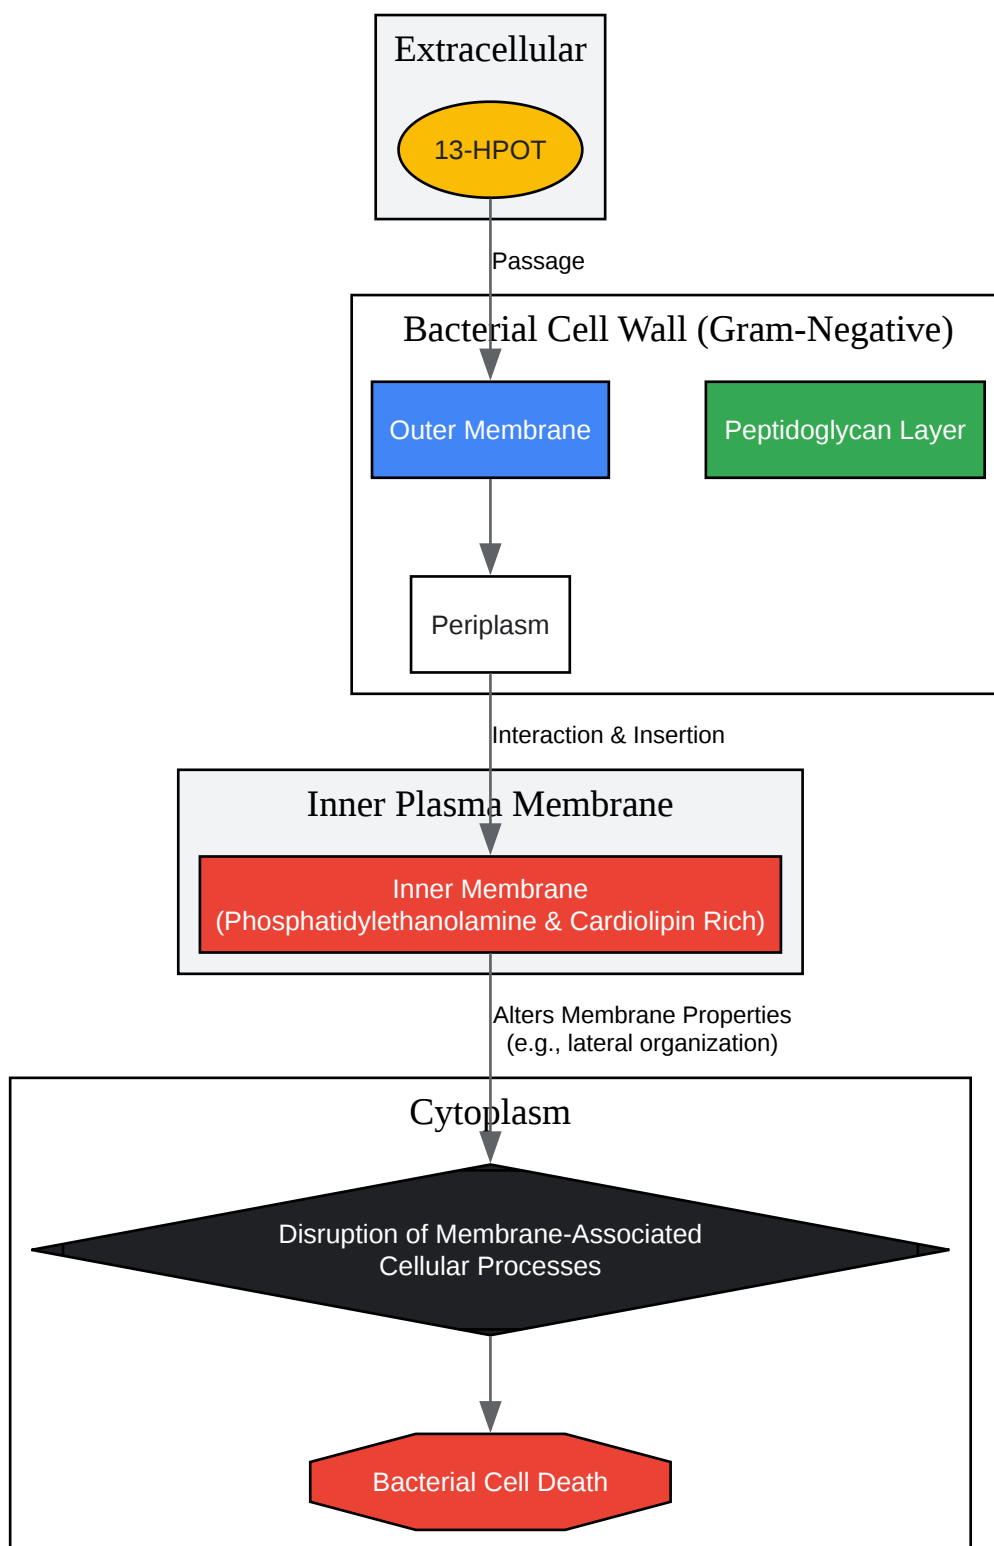 Extracellular
13-HPOT
Passage
Bacterial Cell Wall (Gram-Negative)
Outer Membrane
Peptidoglycan Layer
Periplasm
Interaction & Insertion
Inner Plasma Membrane
Inner Membrane
(Phosphatidylethanolamine & Cardiolipin Rich)
Alters Membrane Properties
(e.g., lateral organization)
Cytoplasm
Disruption of Membrane-Associated
Cellular Processes
Bacterial Cell Death